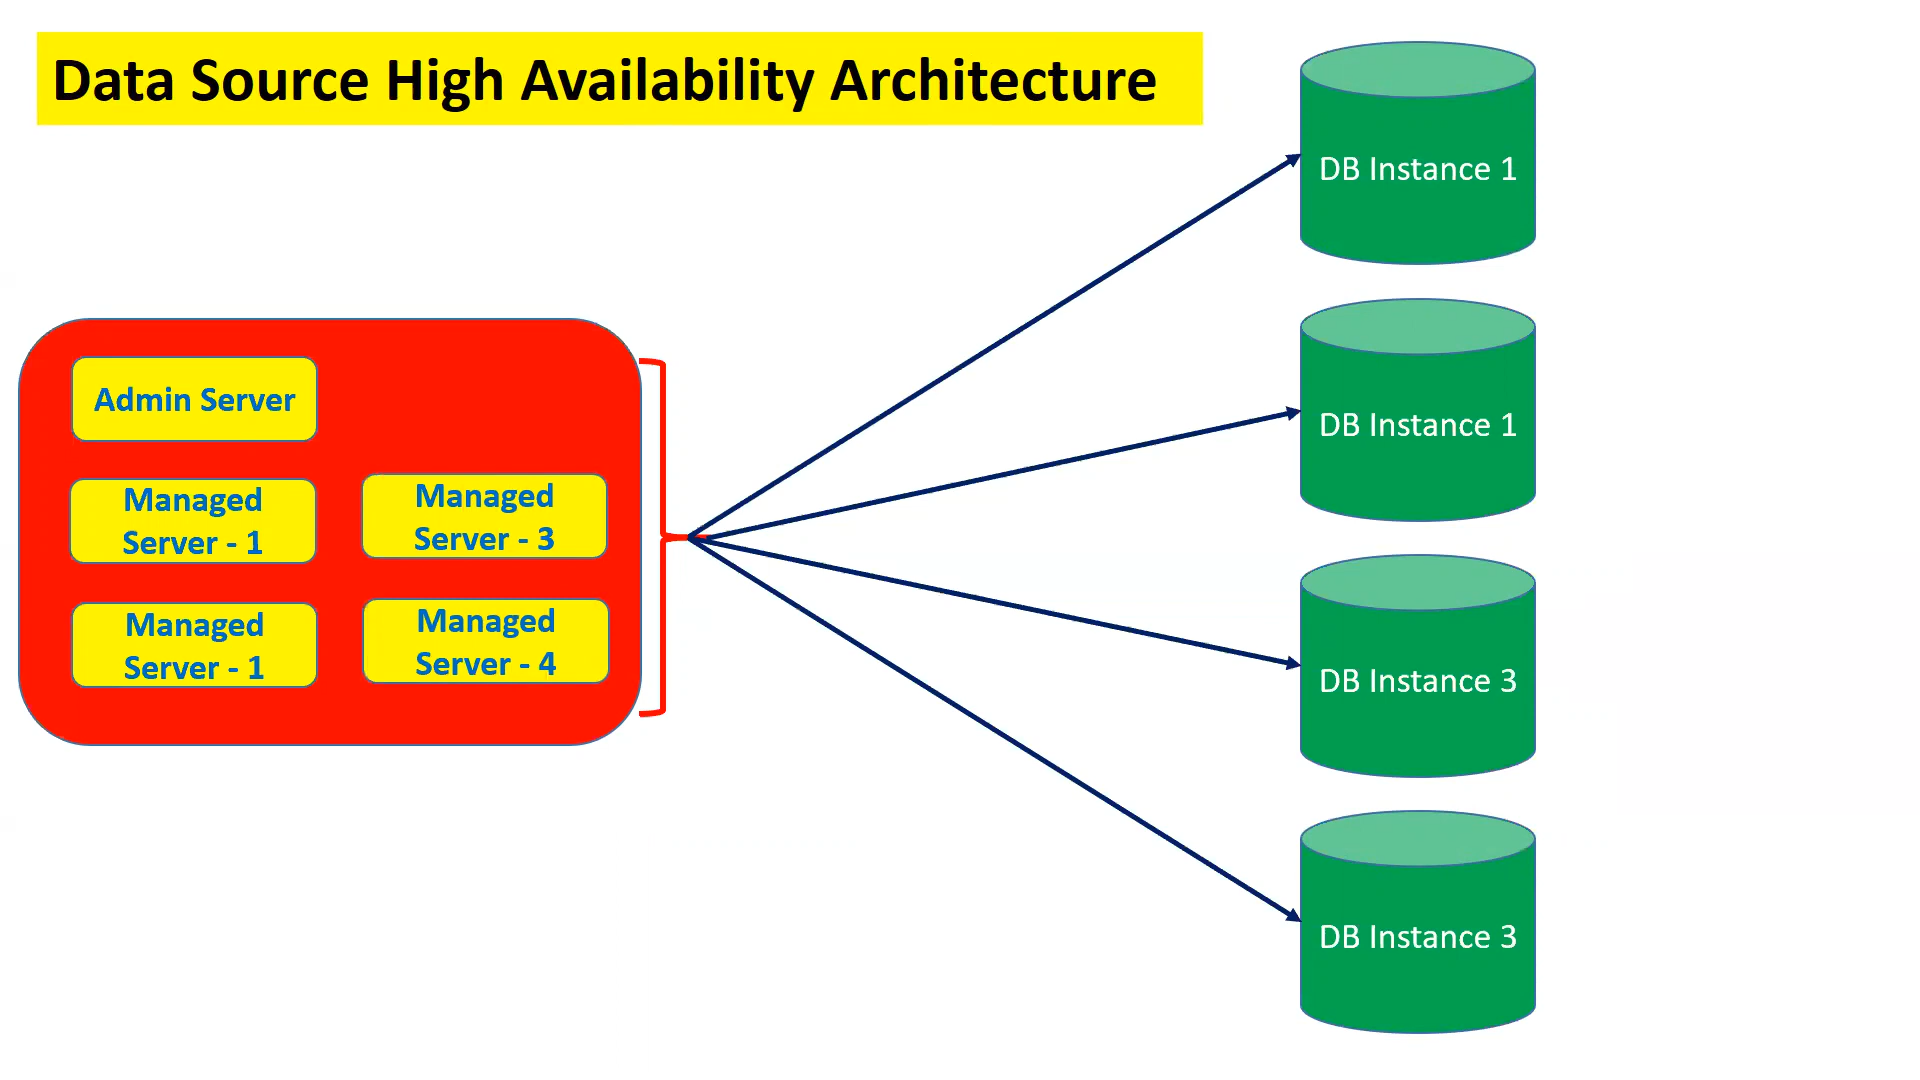 Data Source High Availability Architecture
Admin Server
Managed
Server - 1
Managed
Server - 3
Managed
Server - 1
Managed
Server - 4
DB Instance 1
DB Instance 1
DB Instance 3
DB Instance 3